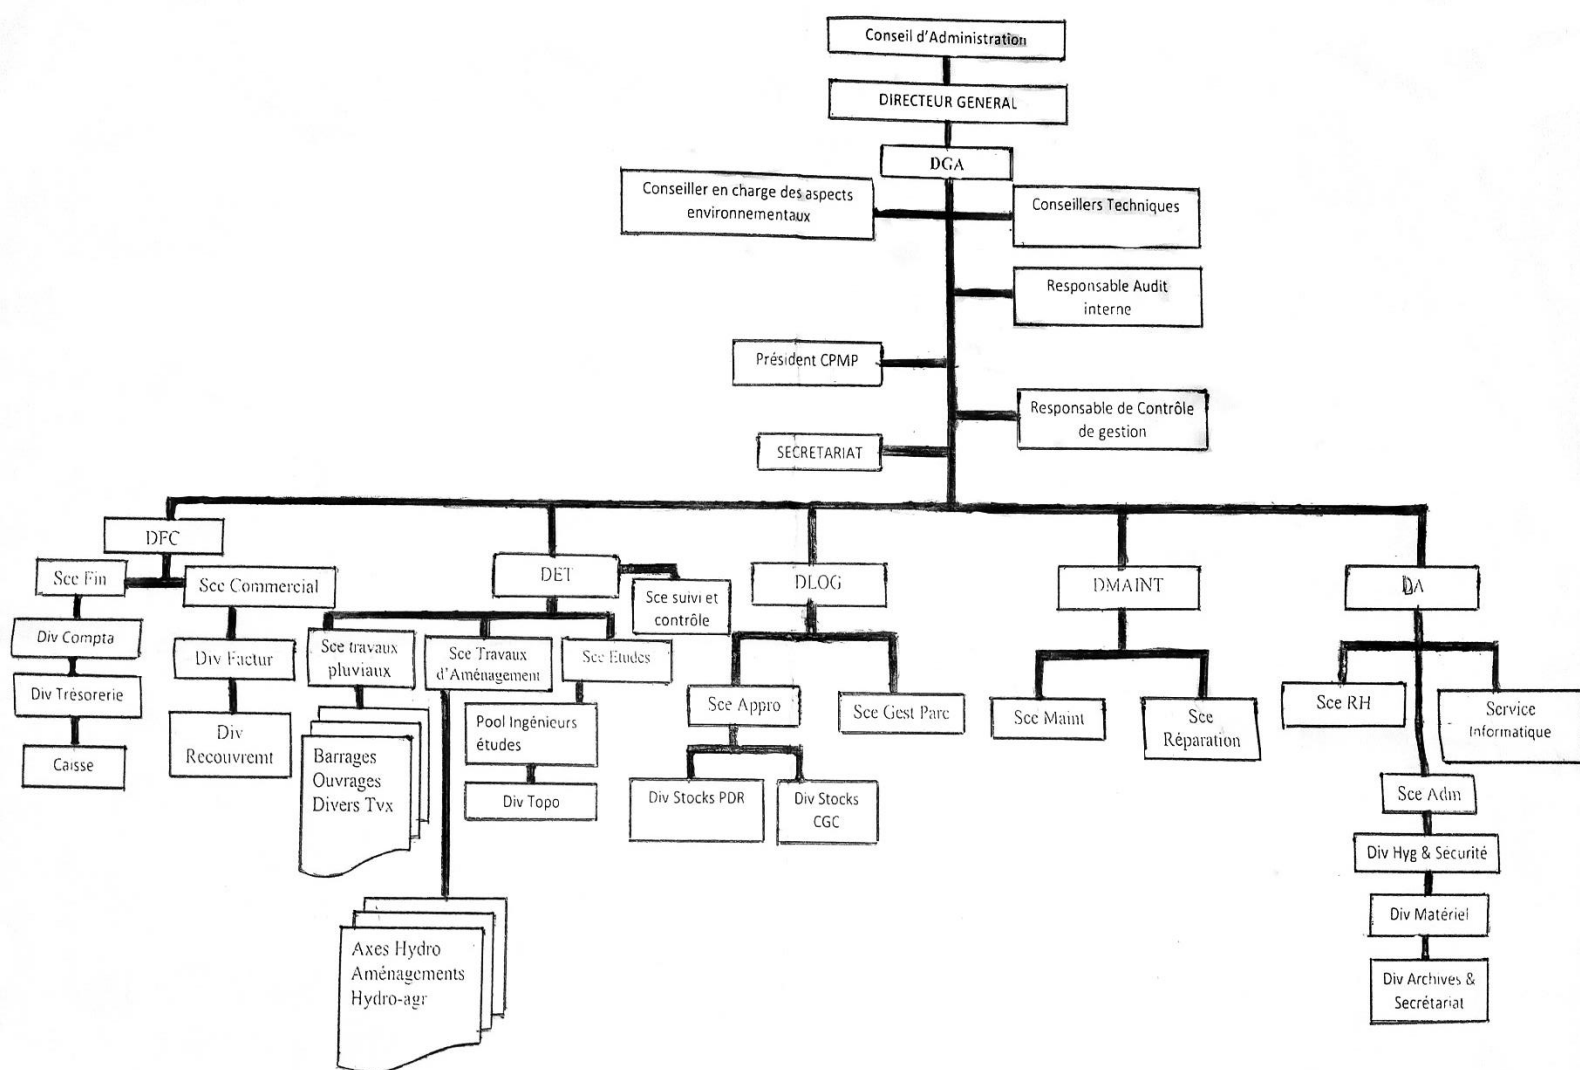 Conseil d'Administration
DIRECTEUR GENERAL
DGA
Conseiller en charge des aspects
environnementaux
Conseillers Techniques
Responsable Audit
interne
Président CPMP
Responsable de Contrôle
de gestion
SECRETARIAT
DFC
Sce Fin
Sce Commercial
Div Compta
Div Factur
Div Trésorerie
Div
Recouvremt
Caisse
DET
Sce suivi et
contrôle
Sce travaux
pluviaux
Sce Travaux
d'Aménagement
Sce Etudes
Barrages
Ouvrages
Divers Tvx
Axes Hydro
Aménagements
Hydro-agr
Pool Ingénieurs
études
Div Topo
DLOG
Sce Appro
Sce Gest Parc
Div Stocks PDR
Div Stocks
CGC
DMAINT
Sce Maint
Sce
Réparation
DA
Sce RH
Service
Informatique
Sce Adm
Div Hyg & Sécurité
Div Matériel
Div Archives &
Secrétariat